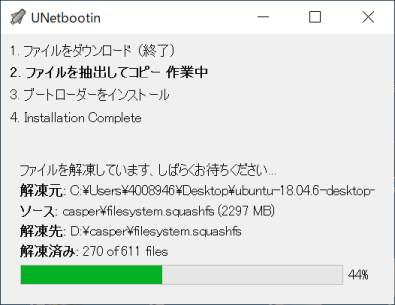 UNetbootin
1. ファイルをダウンロード (終了)
2. ファイルを抽出してコピー 作業中
3. ブートローダーをインストール
4. Installation Complete
ファイルを解凍しています、しばらくお待ちください...
解凍元: C:¥Users¥4008946¥Desktop¥ubuntu-18.04.6-desktop-
ソース: casper¥filesystem.squashfs (2297 MB)
解凍先: D:¥casper¥filesystem.squashfs
解凍済み: 270 of 611 files
44%